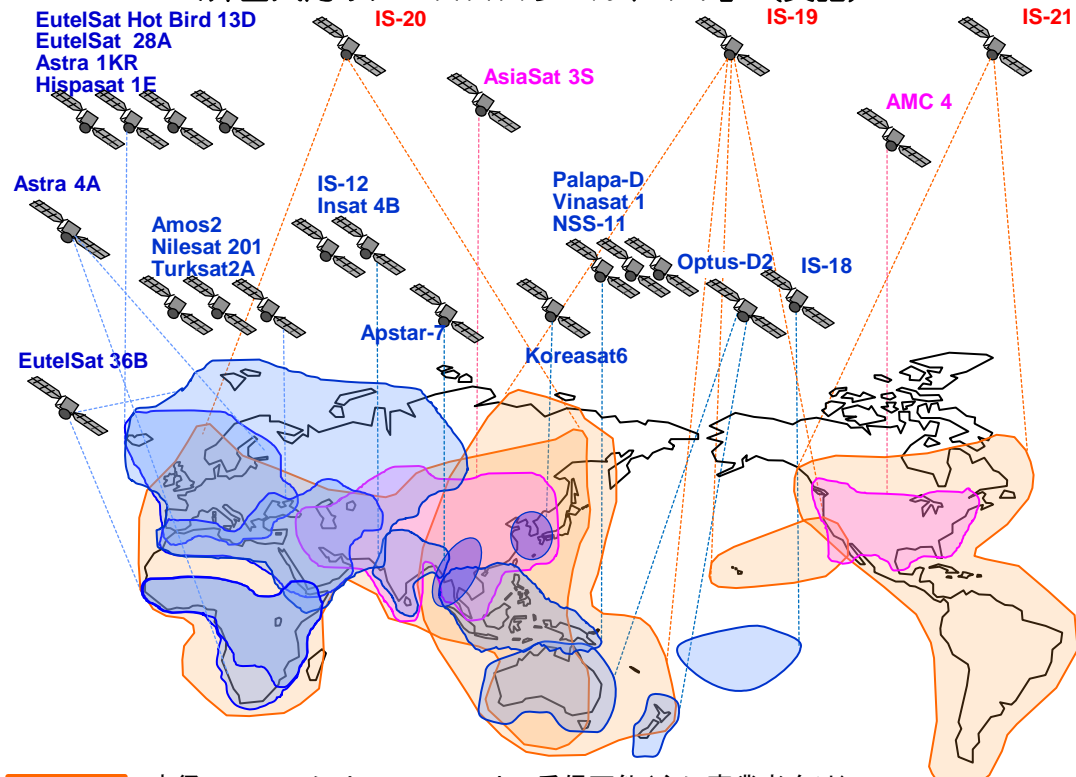 EutelSat Hot Bird 13D
EutelSat 28A
Astra 1KR
Hispasat 1E
IS-20
IS-19
IS-21
AsiaSat 3S
AMC 4
Astra 4A
IS-12
Insat 4B
Palapa-D
Vinasat 1
NSS-11
Amos2
Nilesat 201
Turksat2A
Optus-D2
IS-18
Apstar-7
Koreasat6
EutelSat 36B